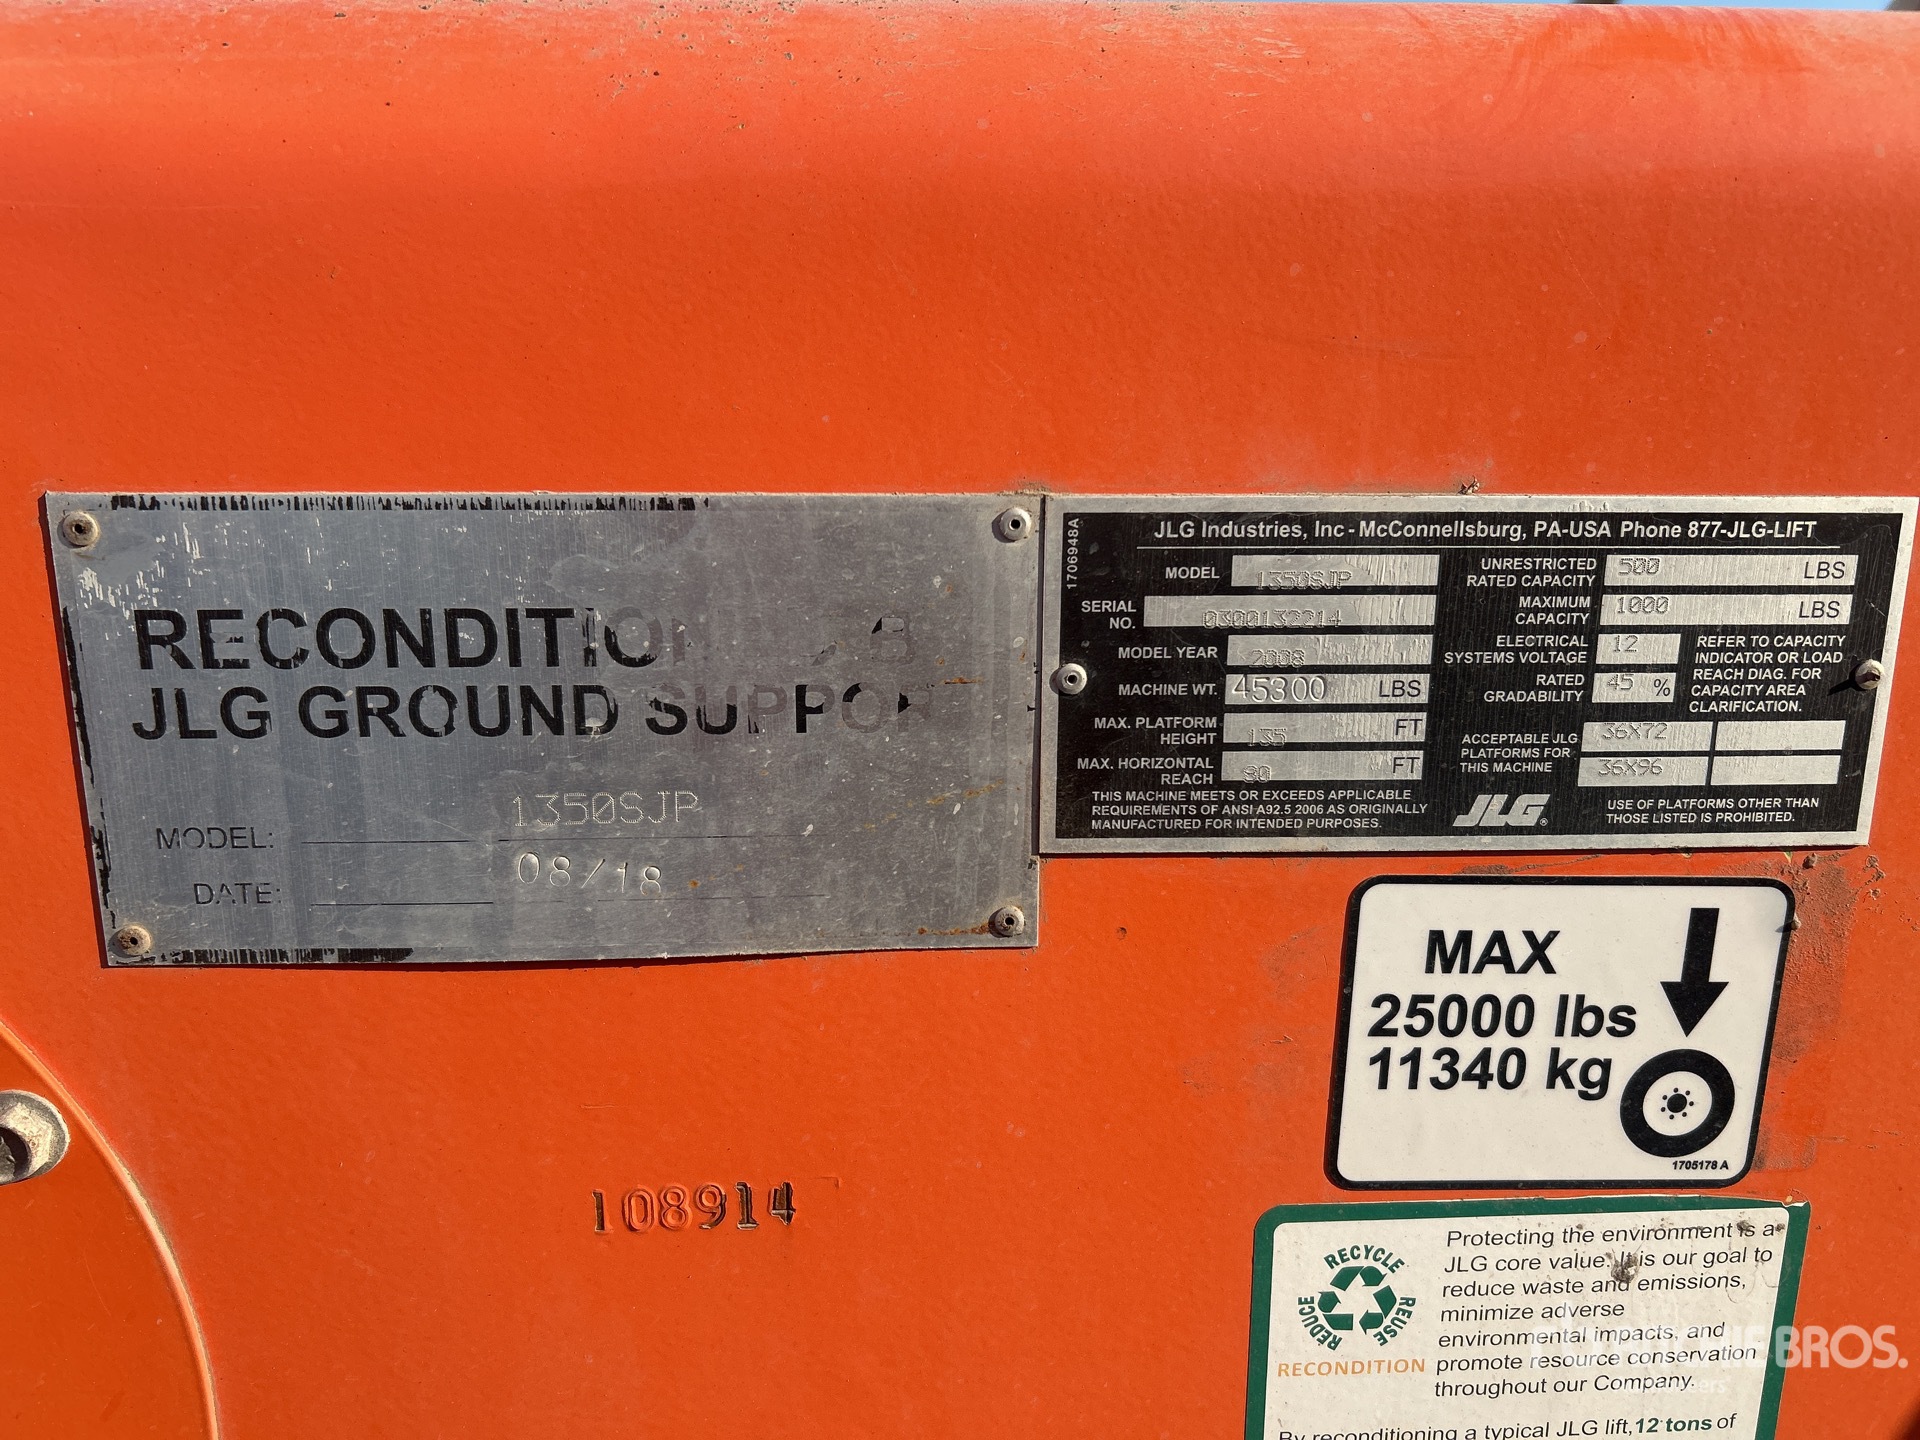 RECONDITIONED BY
JLG GROUND SUPPORT
MODEL: 1350SJP
DATE: 08/18
1706948A
JLG Industries, Inc - McConnellsburg, PA-USA Phone 877-JLG-LIFT
MODEL 1350SJP
SERIAL NO. 0300132214
MODEL YEAR 2008
MACHINE WT. 45300 LBS
MAX. PLATFORM HEIGHT 135 FT
MAX. HORIZONTAL REACH 80 FT
THIS MACHINE MEETS OR EXCEEDS APPLICABLE
REQUIREMENTS OF ANSI A92.5 2006 AS ORIGINALLY
MANUFACTURED FOR INTENDED PURPOSES.
UNRESTRICTED RATED CAPACITY 500 LBS
MAXIMUM CAPACITY 1000 LBS
ELECTRICAL SYSTEMS VOLTAGE 12
RATED GRADABILITY 45 %
REFER TO CAPACITY
INDICATOR OR LOAD
REACH DIAG. FOR
CAPACITY AREA
CLARIFICATION.
ACCEPTABLE JLG
PLATFORMS FOR
THIS MACHINE
36X72
36X96
JLG®
USE OF PLATFORMS OTHER THAN
THOSE LISTED IS PROHIBITED.
MAX
25000 lbs
11340 kg
1705178 A
108914
RECYCLE
REUSE
REDUCE
RECONDITION
Protecting the environment is a
JLG core value. It is our goal to
reduce waste and emissions,
minimize adverse
environmental impacts, and
promote resource conservation
throughout our Company.
By reconditioning a typical JLG lift, 12 tons of
BROS.